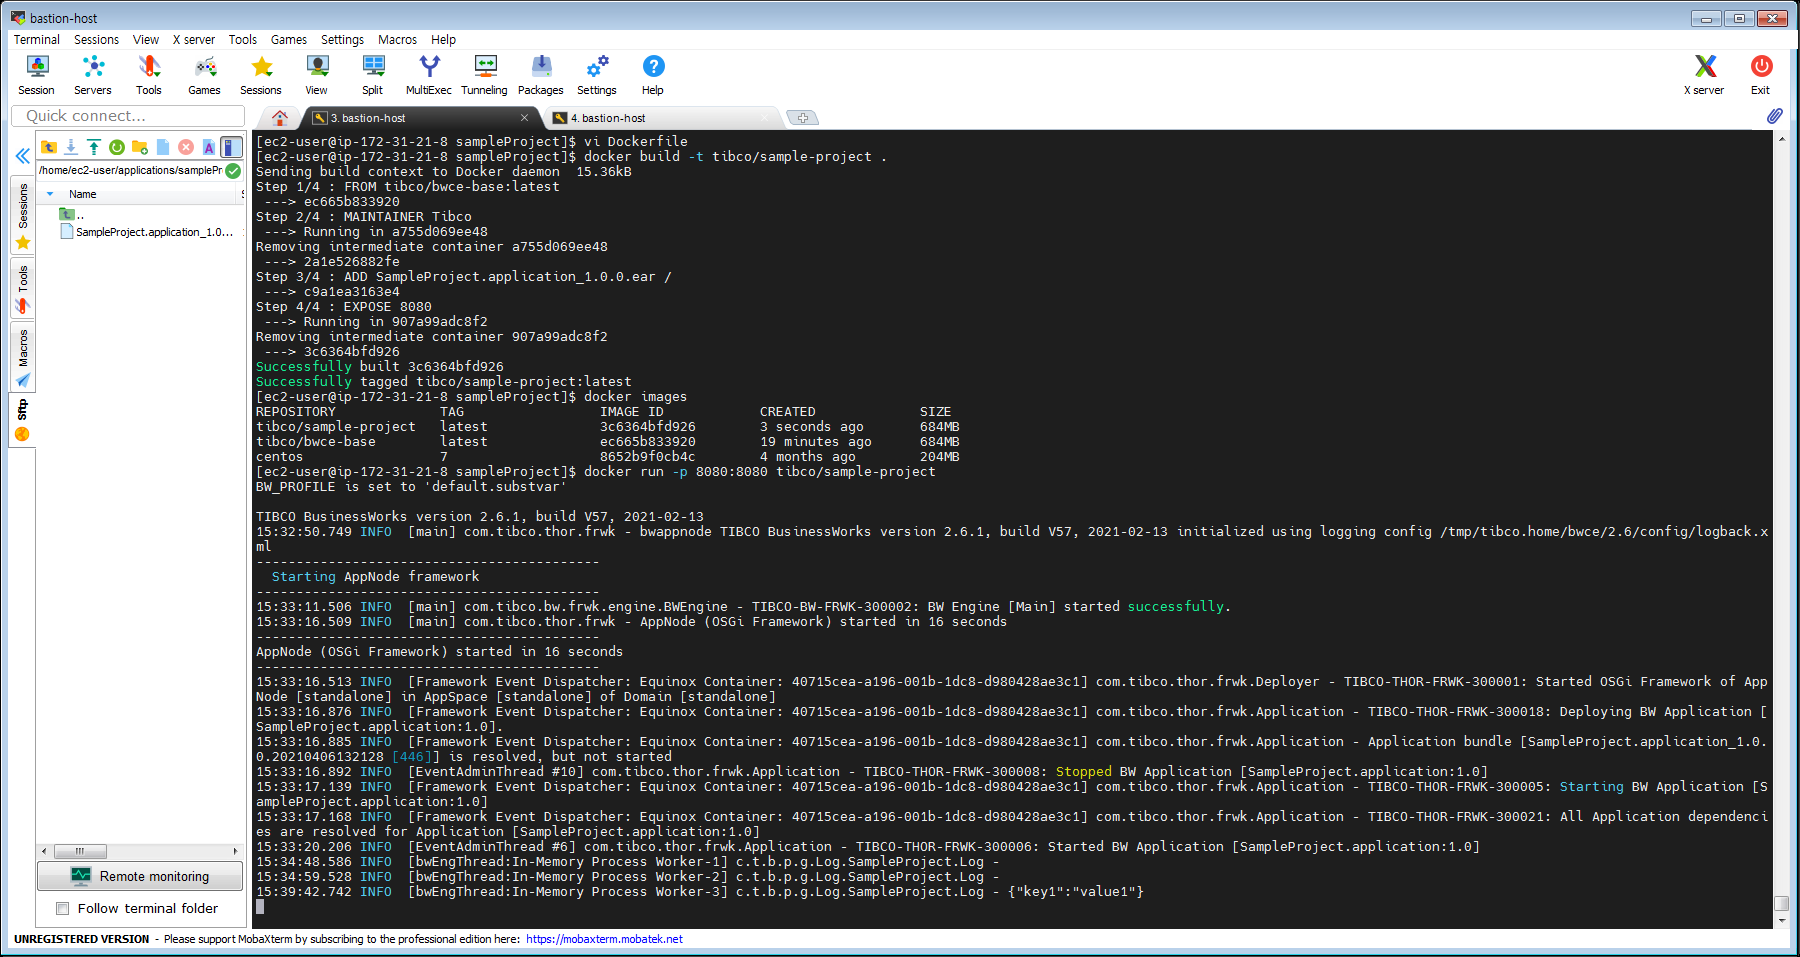 bastion-host
Terminal Sessions View X server Tools Games Settings Macros Help
Session Servers Tools Games Sessions View Split MultiExec Tunneling Packages Settings Help X server Exit
Quick connect...
3. bastion-host
4. bastion-host
/home/ec2-user/applications/samplePr
Name
..
SampleProject.application_1.0...
Sessions
Tools
Macros
Sftp
[ec2-user@ip-172-31-21-8 sampleProject]$ vi Dockerfile
[ec2-user@ip-172-31-21-8 sampleProject]$ docker build -t tibco/sample-project .
Sending build context to Docker daemon  15.36kB
Step 1/4 : FROM tibco/bwce-base:latest
 ---> ec665b833920
Step 2/4 : MAINTAINER Tibco
 ---> Running in a755d069ee48
Removing intermediate container a755d069ee48
 ---> 2a1e526882fe
Step 3/4 : ADD SampleProject.application_1.0.0.ear /
 ---> c9a1ea3163e4
Step 4/4 : EXPOSE 8080
 ---> Running in 907a99adc8f2
Removing intermediate container 907a99adc8f2
 ---> 3c6364bfd926
Successfully built 3c6364bfd926
Successfully tagged tibco/sample-project:latest
[ec2-user@ip-172-31-21-8 sampleProject]$ docker images
REPOSITORY             TAG                 IMAGE ID            CREATED             SIZE
tibco/sample-project   latest              3c6364bfd926        3 seconds ago       684MB
tibco/bwce-base        latest              ec665b833920        19 minutes ago      684MB
centos                 7                   8652b9f0cb4c        4 months ago        204MB
[ec2-user@ip-172-31-21-8 sampleProject]$ docker run -p 8080:8080 tibco/sample-project
BW_PROFILE is set to 'default.substvar'
TIBCO BusinessWorks version 2.6.1, build V57, 2021-02-13
15:32:50.749 INFO  [main] com.tibco.thor.frwk - bwappnode TIBCO BusinessWorks version 2.6.1, build V57, 2021-02-13 initialized using logging config /tmp/tibco.home/bwce/2.6/config/logback.x
ml
-------------------------------------------
  Starting AppNode framework
-------------------------------------------
15:33:11.506 INFO  [main] com.tibco.bw.frwk.engine.BWEngine - TIBCO-BW-FRWK-300002: BW Engine [Main] started successfully.
15:33:16.509 INFO  [main] com.tibco.thor.frwk - AppNode (OSGi Framework) started in 16 seconds
-------------------------------------------
AppNode (OSGi Framework) started in 16 seconds
-------------------------------------------
15:33:16.513 INFO  [Framework Event Dispatcher: Equinox Container: 40715cea-a196-001b-1dc8-d980428ae3c1] com.tibco.thor.frwk.Deployer - TIBCO-THOR-FRWK-300001: Started OSGi Framework of App
Node [standalone] in AppSpace [standalone] of Domain [standalone]
15:33:16.876 INFO  [Framework Event Dispatcher: Equinox Container: 40715cea-a196-001b-1dc8-d980428ae3c1] com.tibco.thor.frwk.Application - TIBCO-THOR-FRWK-300018: Deploying BW Application [
SampleProject.application:1.0].
15:33:16.885 INFO  [Framework Event Dispatcher: Equinox Container: 40715cea-a196-001b-1dc8-d980428ae3c1] com.tibco.thor.frwk.Application - Application bundle [SampleProject.application_1.0.
0.20210406132128 [446]] is resolved, but not started
15:33:16.892 INFO  [EventAdminThread #10] com.tibco.thor.frwk.Application - TIBCO-THOR-FRWK-300008: Stopped BW Application [SampleProject.application:1.0]
15:33:17.139 INFO  [Framework Event Dispatcher: Equinox Container: 40715cea-a196-001b-1dc8-d980428ae3c1] com.tibco.thor.frwk.Application - TIBCO-THOR-FRWK-300005: Starting BW Application [S
ampleProject.application:1.0]
15:33:17.168 INFO  [Framework Event Dispatcher: Equinox Container: 40715cea-a196-001b-1dc8-d980428ae3c1] com.tibco.thor.frwk.Application - TIBCO-THOR-FRWK-300021: All Application dependenci
es are resolved for Application [SampleProject.application:1.0]
15:33:20.206 INFO  [EventAdminThread #6] com.tibco.thor.frwk.Application - TIBCO-THOR-FRWK-300006: Started BW Application [SampleProject.application:1.0]
15:34:48.586 INFO  [bwEngThread:In-Memory Process Worker-1] c.t.b.p.g.Log.SampleProject.Log -
15:34:59.528 INFO  [bwEngThread:In-Memory Process Worker-2] c.t.b.p.g.Log.SampleProject.Log -
15:39:42.742 INFO  [bwEngThread:In-Memory Process Worker-3] c.t.b.p.g.Log.SampleProject.Log - {"key1":"value1"}
Remote monitoring
Follow terminal folder
UNREGISTERED VERSION - Please support MobaXterm by subscribing to the professional edition here: https://mobaxterm.mobatek.net